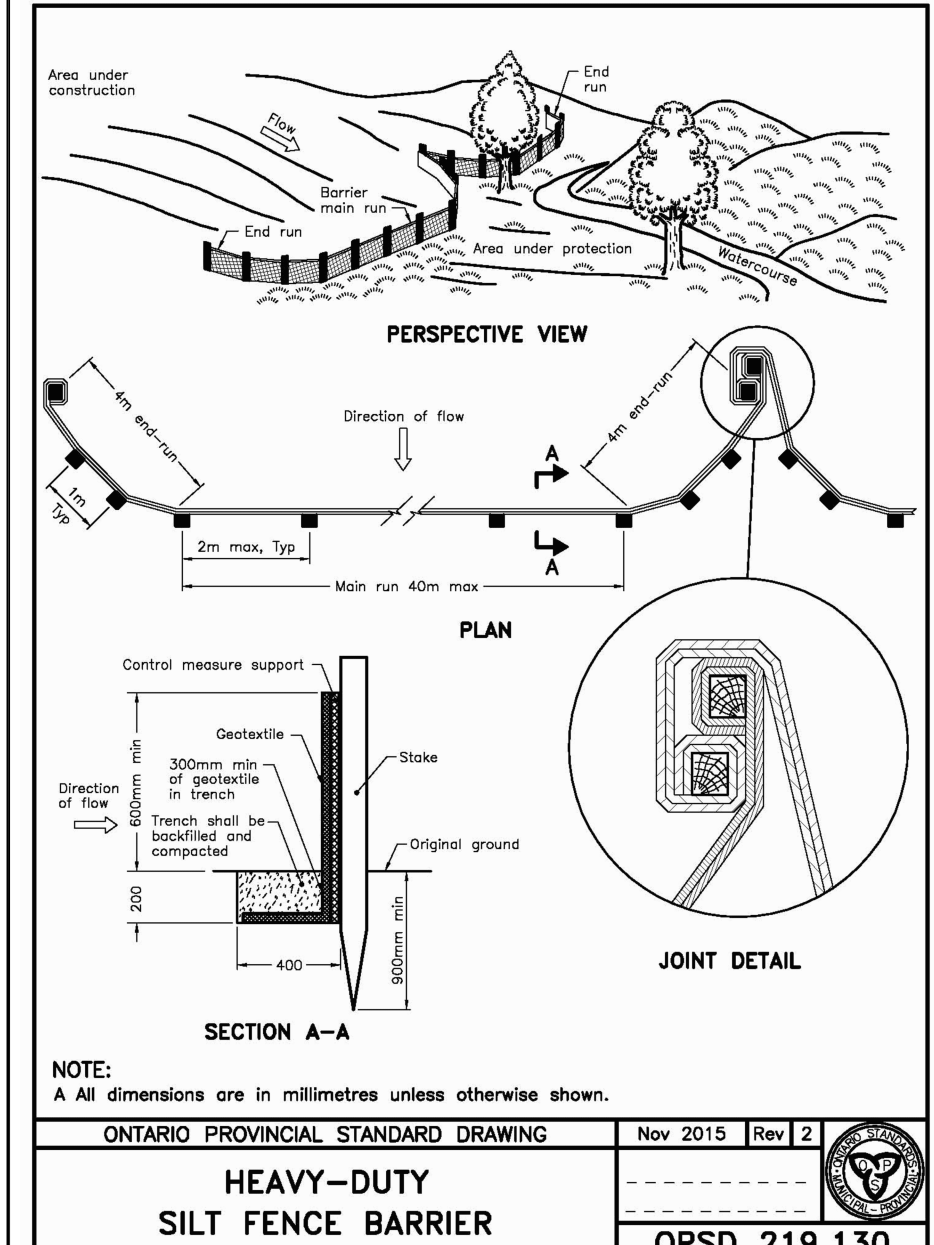 Area under
construction
End
run
Flow
Barrier
main run
End run
Area under protection
Watercourse
PERSPECTIVE VIEW
4m end-run
Direction of flow
4m end-run
A
1m
Typ
2m max, Typ
A
Main run 40m max
PLAN
Control measure support
Geotextile
600mm min
300mm min
of geotextile
in trench
Stake
Direction
of flow
Trench shall be
backfilled and
compacted
Original ground
200
900mm min
400
JOINT DETAIL
SECTION A-A
NOTE:
A All dimensions are in millimetres unless otherwise shown.
ONTARIO PROVINCIAL STANDARD DRAWING
Nov 2015 Rev 2
HEAVY-DUTY
SILT FENCE BARRIER
OPSD 219.130
ONTARIO STANDARDS
MUNICIPAL-PROVINCIAL
O P
S